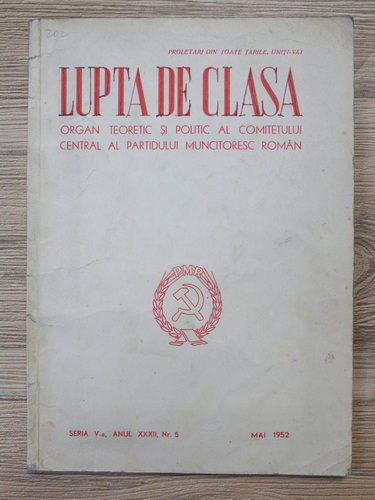 202
PROLETARI DIN TOATE ȚĂRILE, UNIȚI-VĂ!
LUPTA DE CLASA
ORGAN TEORETIC ȘI POLITIC AL COMITETULUI
CENTRAL AL PARTIDULUI MUNCITORESC ROMÂN
P.M.R.
SERIA V-a, ANUL XXXII, Nr. 5 MAI 1952